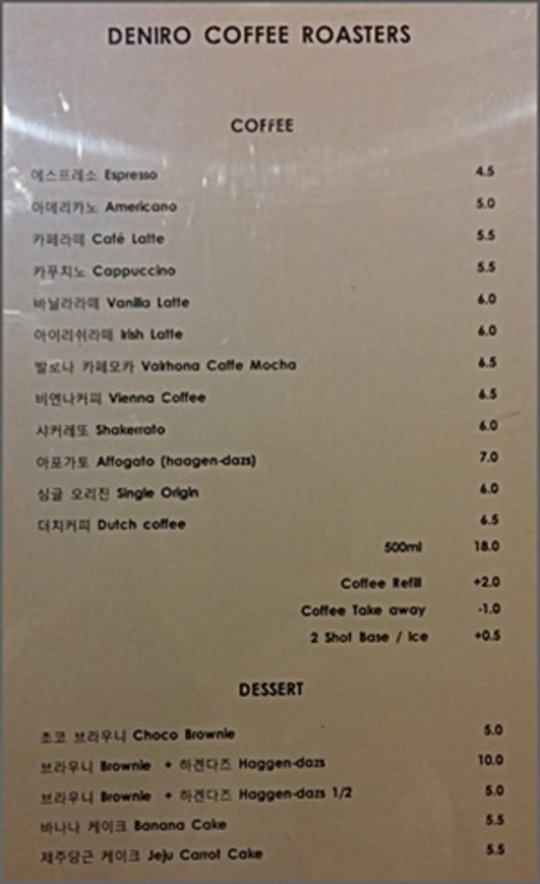 DENIRO COFFEE ROASTERS
COFFEE
에스프레소 Espresso 4.5
아메리카노 Americano 5.0
카페라떼 Café Latte 5.5
카푸치노 Cappuccino 5.5
바닐라라떼 Vanilla Latte 6.0
아이리쉬라떼 Irish Latte 6.0
발로나 카페모카 Valrhona Caffe Mocha 6.5
비엔나커피 Vienna Coffee 6.5
샤커레또 Shakerrato 6.0
아포가토 Affogato (haagen-dazs) 7.0
싱글 오리진 Single Origin 6.0
더치커피 Dutch coffee 6.5
500ml 18.0
Coffee Refill +2.0
Coffee Take away -1.0
2 Shot Base / Ice +0.5
DESSERT
초코 브라우니 Choco Brownie 5.0
브라우니 Brownie + 하겐다즈 Haggen-dazs 10.0
브라우니 Brownie + 하겐다즈 Haggen-dazs 1/2 5.0
바나나 케이크 Banana Cake 5.5
제주당근 케이크 Jeju Carrot Cake 5.5